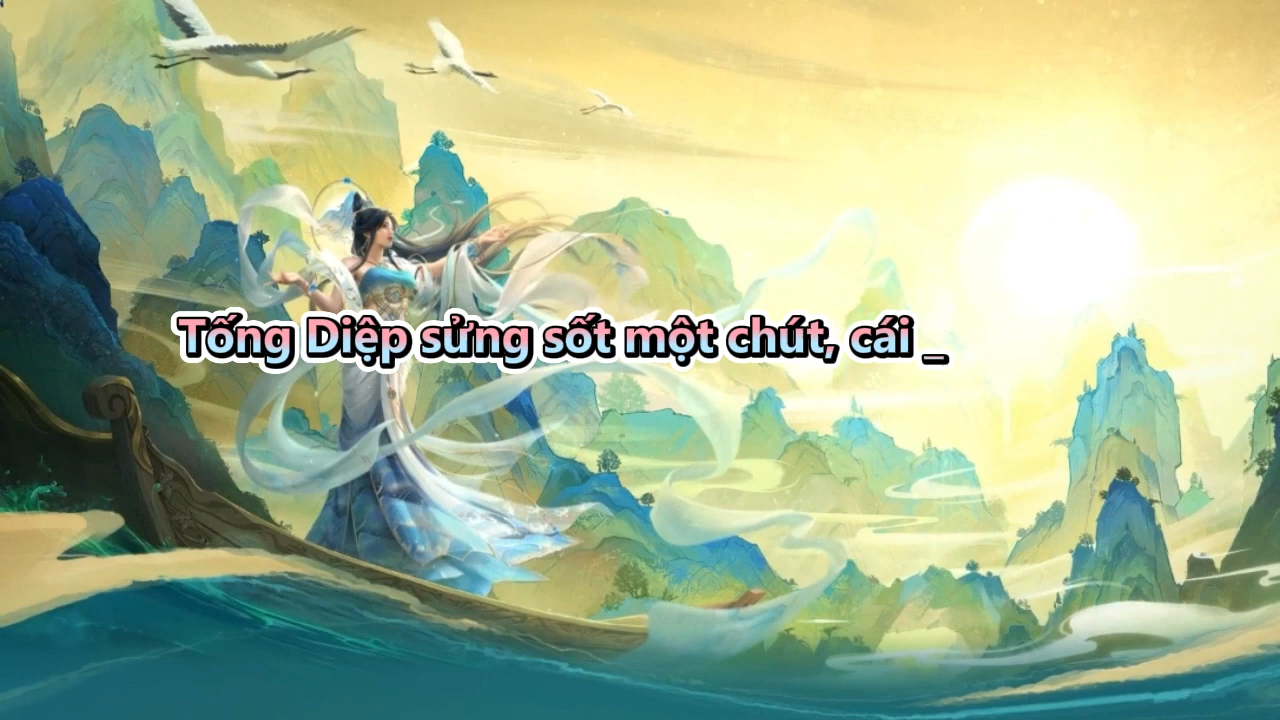 Tống Diệp sửng sốt một chút, cái _